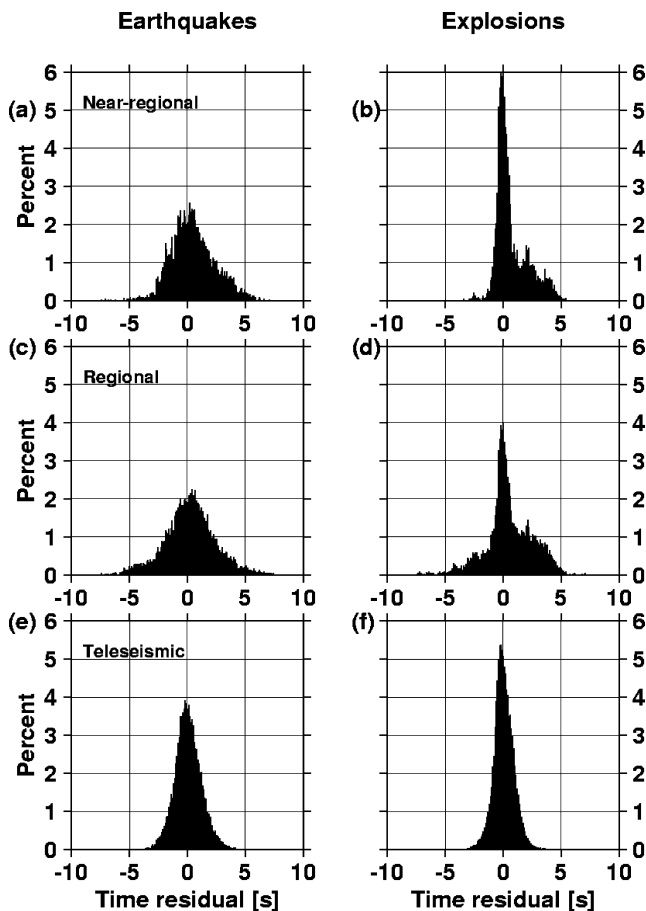 Earthquakes Explosions
6 6
(a) Near-regional (b)
5 5
4 4
Percent
3 3
2 2
1 1
0 0
-10 -5 0 5 10 -10 -5 0 5 10
6 6
(c) (d)
Regional
5 5
4 4
Percent
3 3
2 2
1 1
0 0
-10 -5 0 5 10 -10 -5 0 5 10
6 6
(e) (f)
Teleseismic
5 5
4 4
Percent
3 3
2 2
1 1
0 0
-10 -5 0 5 10 -10 -5 0 5 10
Time residual [s] Time residual [s]